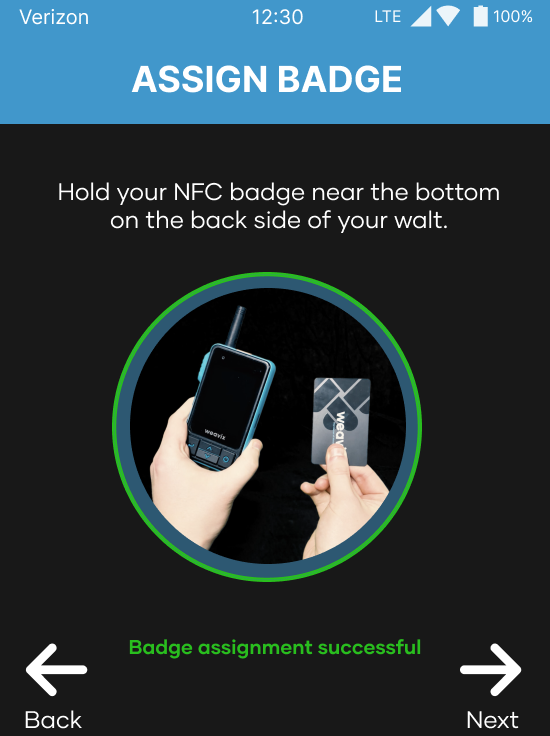 Verizon 12:30 LTE 100%
ASSIGN BADGE
Hold your NFC badge near the bottom
on the back side of your walt.
weavix
Badge assignment successful
Back Next